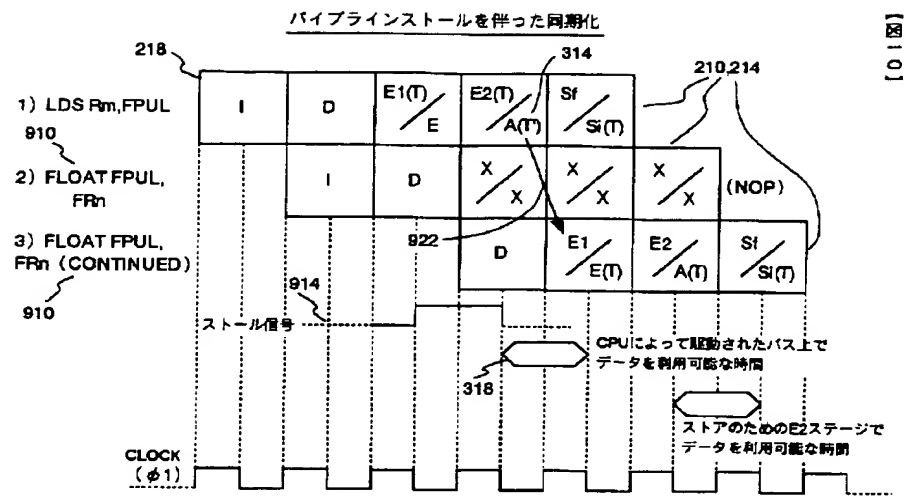 【図10】
パイプラインストールを伴った同期化
218
314
210,214
1) LDS Rm,FPUL
I
D
E1(T)/E
E2(T)/A(T)
Sf/Si(T)
910
2) FLOAT FPUL,
FRn
I
D
X/X
X/X
X/X
(NOP)
922
3) FLOAT FPUL,
FRn (CONTINUED)
D
E1/E(T)
E2/A(T)
Sf/Si(T)
910
914
ストール信号
318
CPUによって駆動されたバス上で
データを利用可能な時間
ストアのためのE2ステージで
データを利用可能な時間
CLOCK
(φ1)